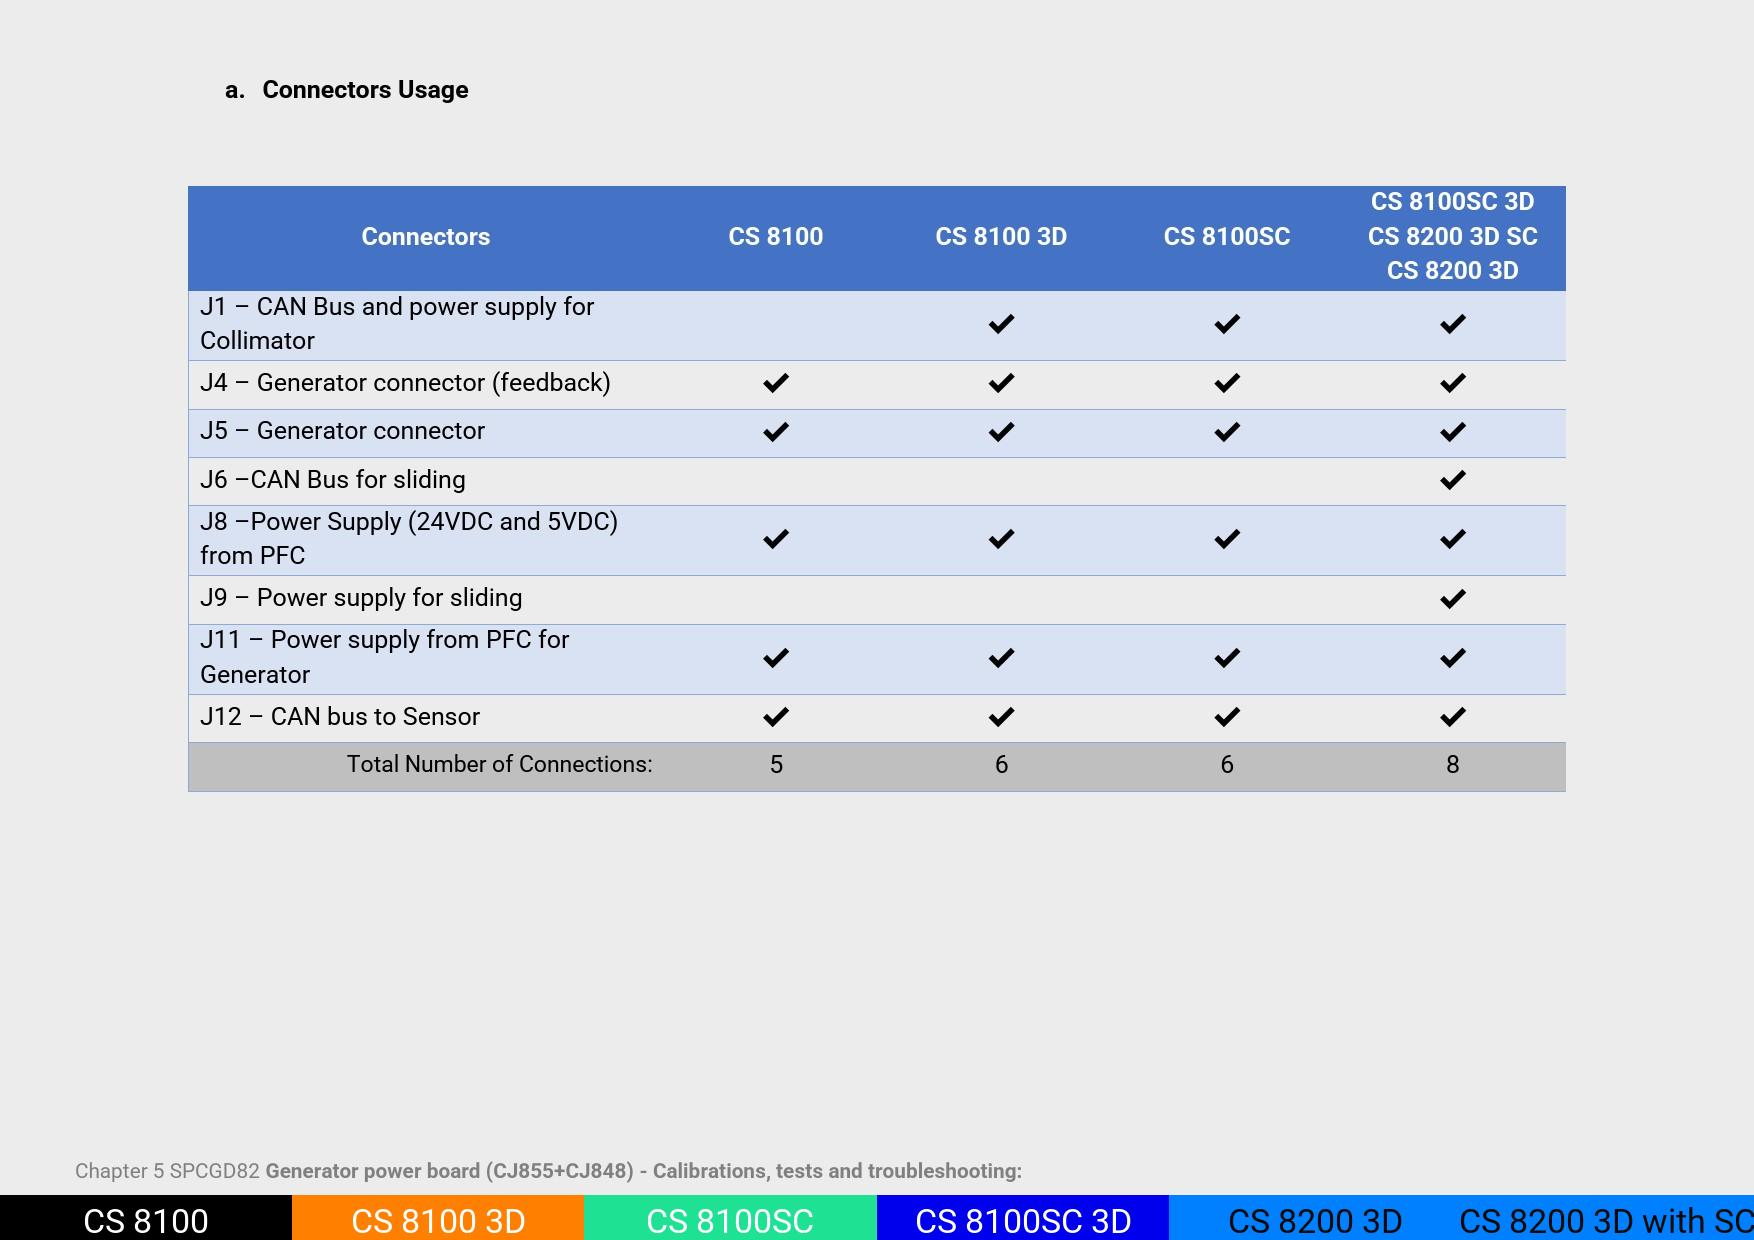 a. Connectors Usage
Connectors
CS 8100
CS 8100 3D
CS 8100SC
CS 8100SC 3D
CS 8200 3D SC
CS 8200 3D
J1 – CAN Bus and power supply for
Collimator
J4 – Generator connector (feedback)
J5 – Generator connector
J6 –CAN Bus for sliding
J8 –Power Supply (24VDC and 5VDC)
from PFC
J9 – Power supply for sliding
J11 – Power supply from PFC for
Generator
J12 – CAN bus to Sensor
Total Number of Connections: 5 6 6 8
Chapter 5 SPCGD82 Generator power board (CJ855+CJ848) - Calibrations, tests and troubleshooting:
CS 8100 CS 8100 3D CS 8100SC CS 8100SC 3D CS 8200 3D CS 8200 3D with SC